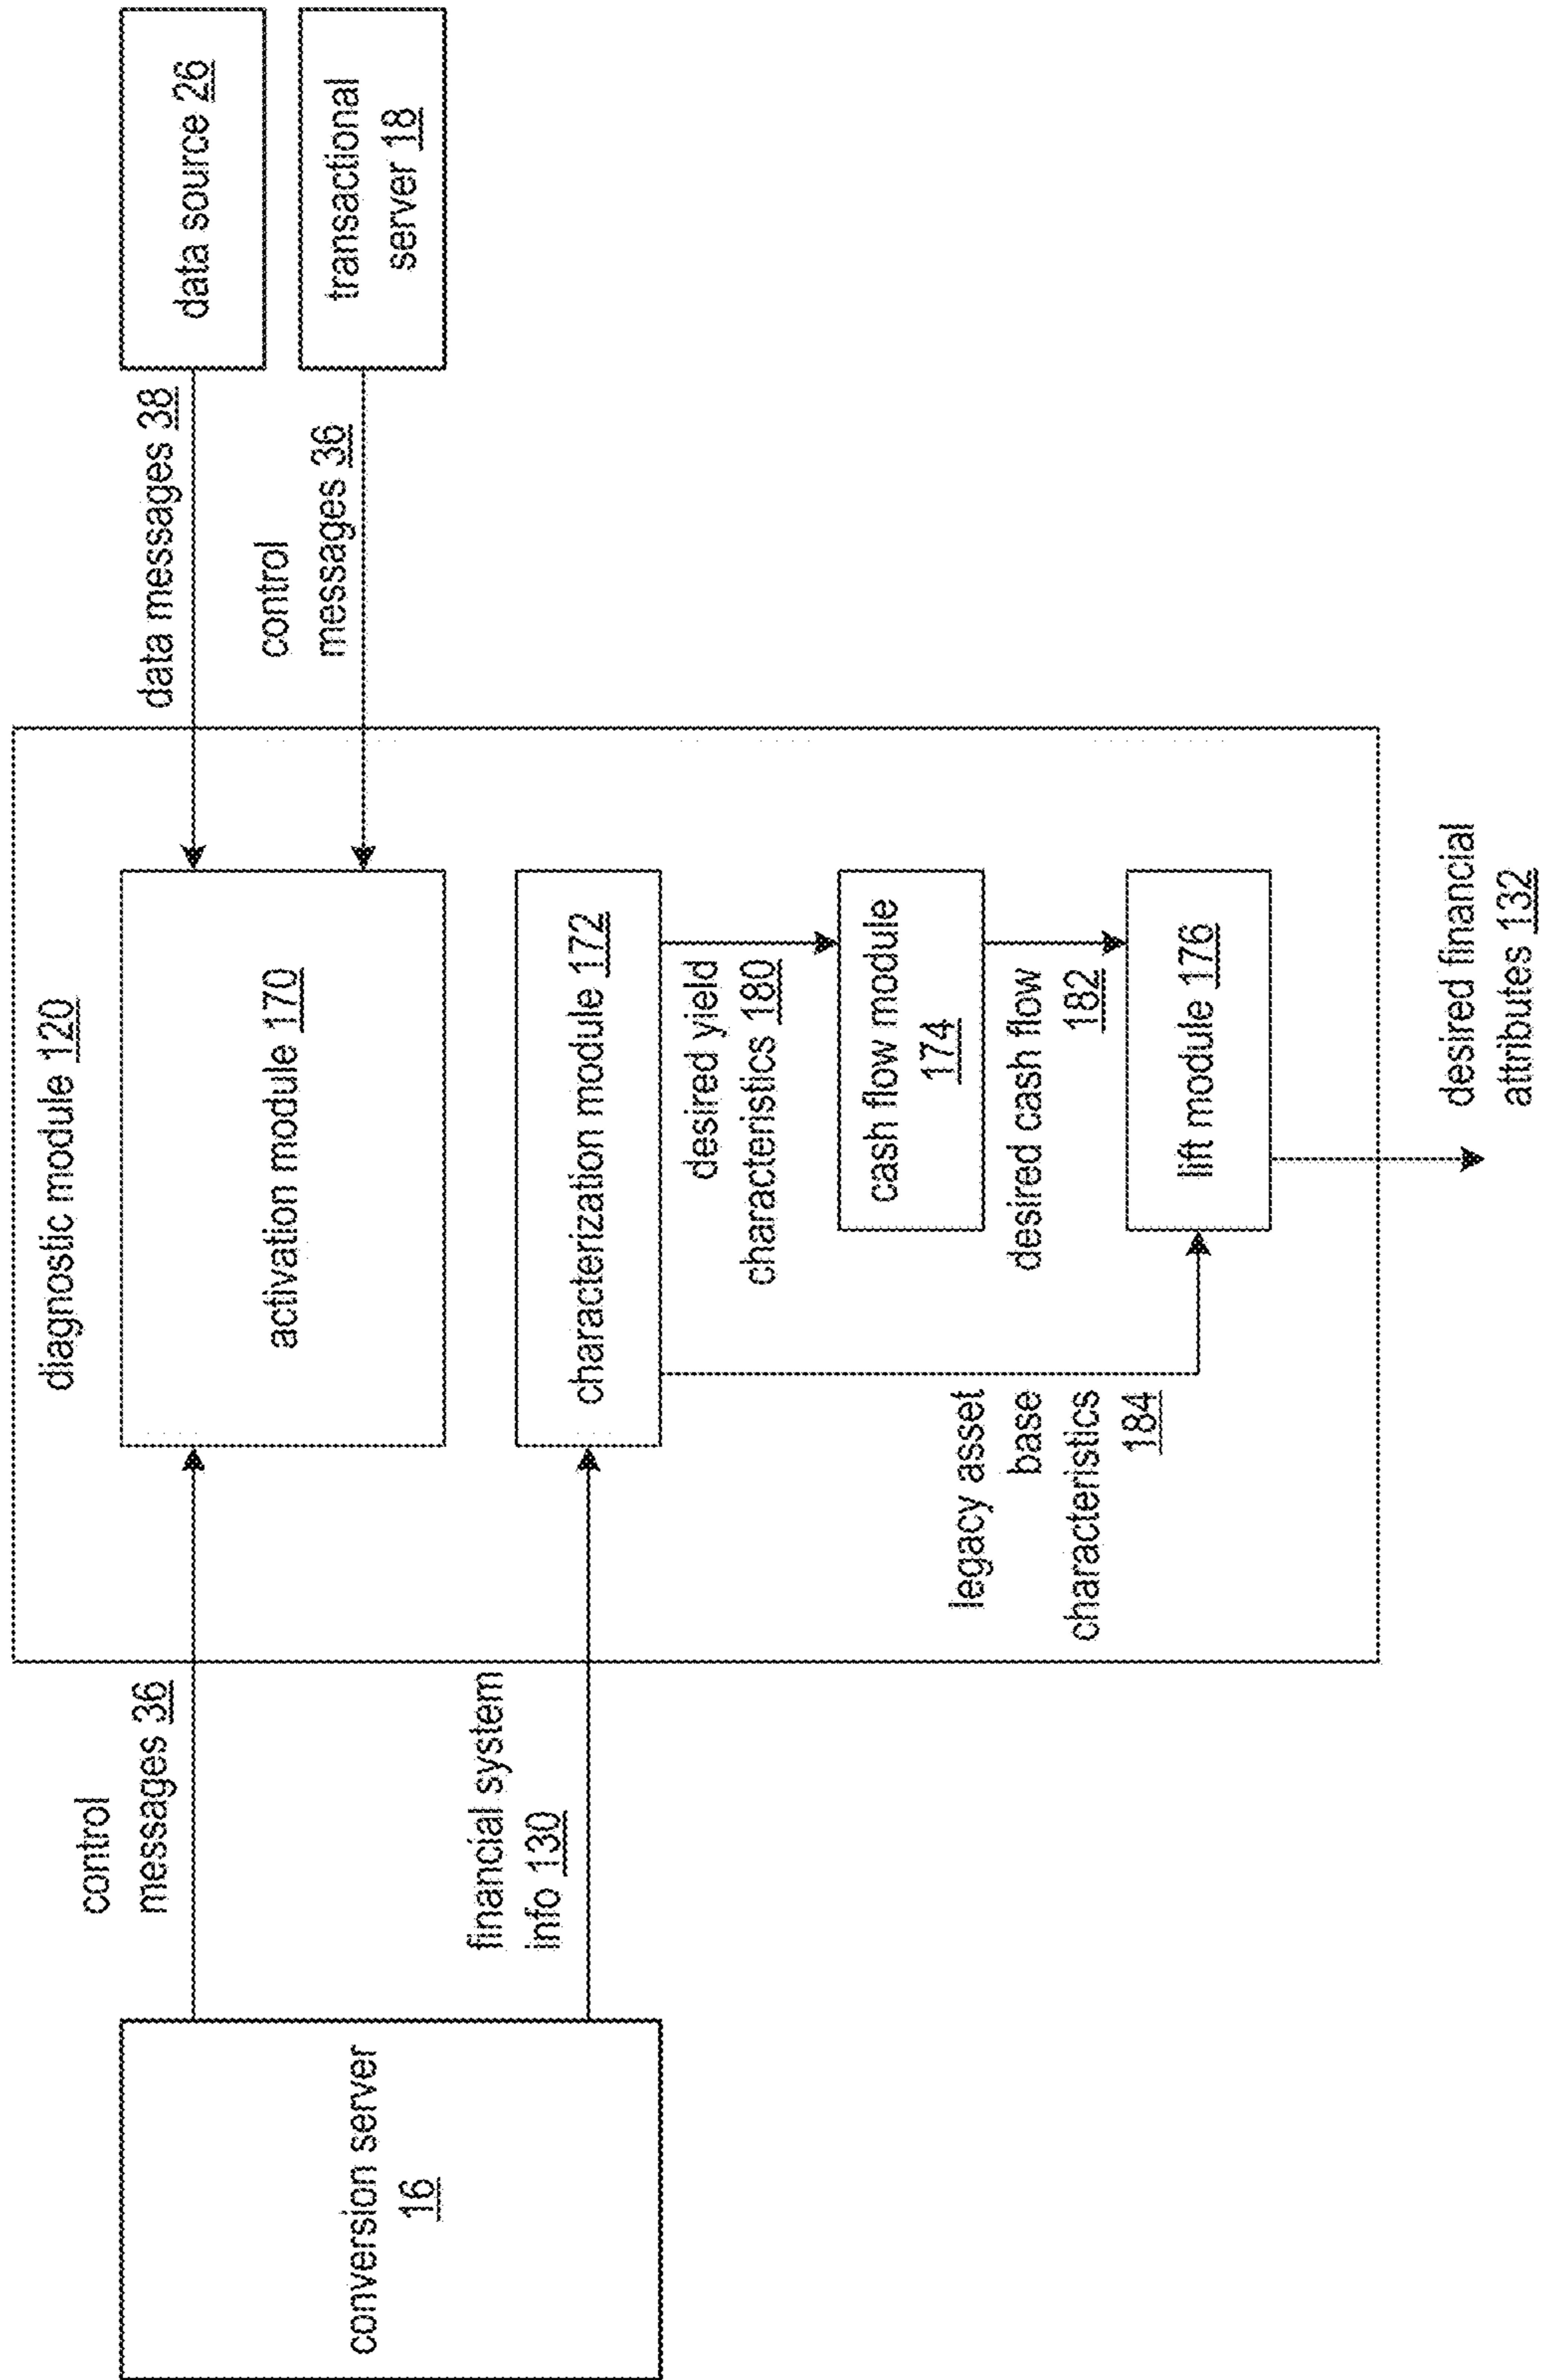 diagnostic module 120
control
messages 36
data messages 38
data source 26
activation module 170
control
messages 36
transactional
server 18
conversion server
16
financial system
info 130
characterization module 172
desired yield
characteristics 180
cash flow module
174
legacy asset
base
characteristics
184
desired cash flow
182
lift module 176
desired financial
attributes 132